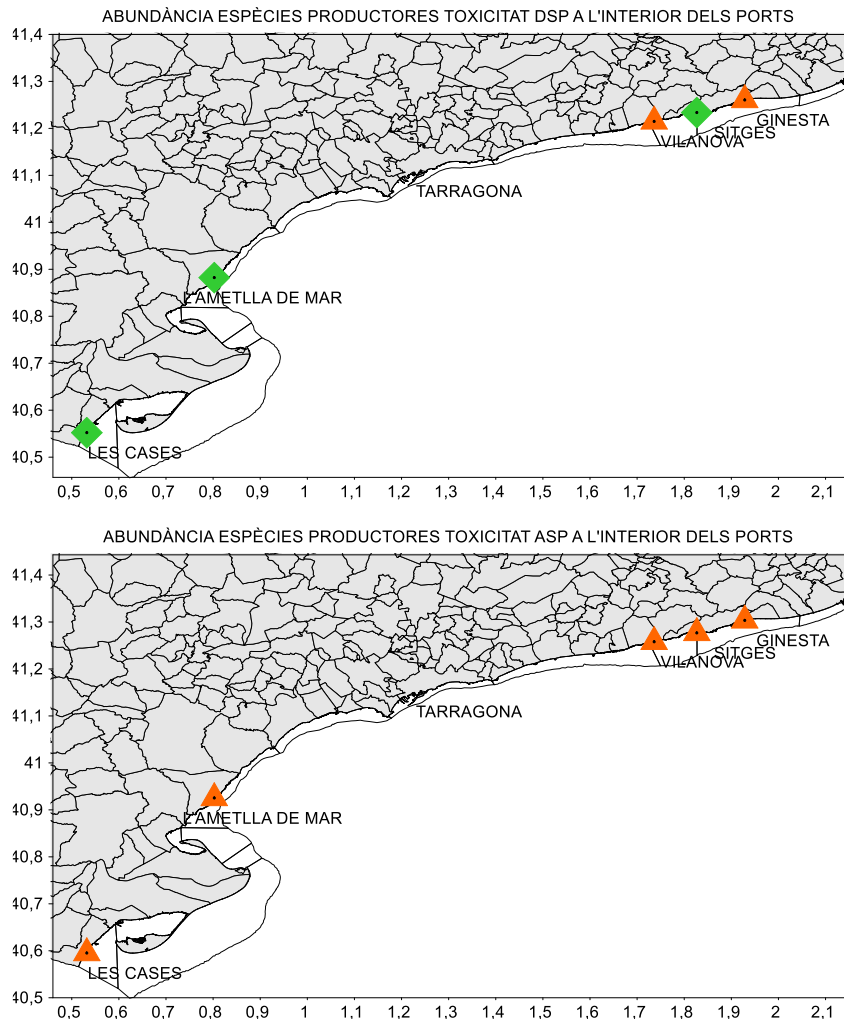 ABUNDÀNCIA ESPÈCIES PRODUCTORES TOXICITAT DSP A L'INTERIOR DELS PORTS
41,4
41,3
41,2
41,1
41
40,9
40,8
40,7
40,6
40,5
GINESTA
SITGES
VILANOVA
TARRAGONA
L'AMETLLA DE MAR
LES CASES
0,5 0,6 0,7 0,8 0,9 1 1,1 1,2 1,3 1,4 1,5 1,6 1,7 1,8 1,9 2 2,1
ABUNDÀNCIA ESPÈCIES PRODUCTORES TOXICITAT ASP A L'INTERIOR DELS PORTS
41,4
41,3
41,2
41,1
41
40,9
40,8
40,7
40,6
40,5
GINESTA
SITGES
VILANOVA
TARRAGONA
L'AMETLLA DE MAR
LES CASES
0,5 0,6 0,7 0,8 0,9 1 1,1 1,2 1,3 1,4 1,5 1,6 1,7 1,8 1,9 2 2,1